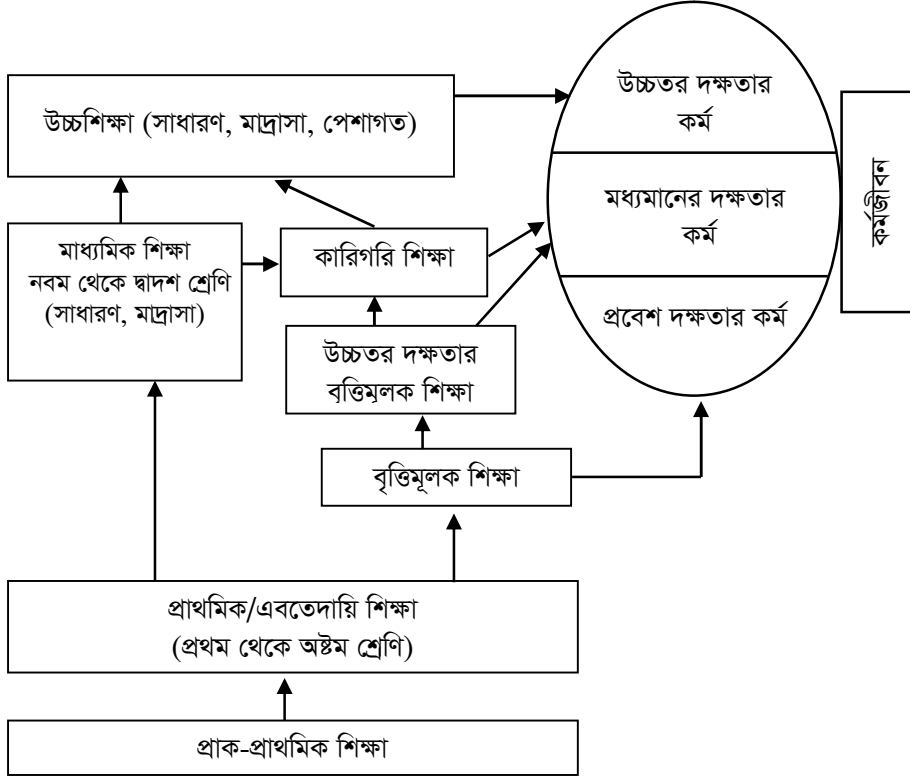 উচ্চতর দক্ষতার
কর্ম
উচ্চশিক্ষা (সাধারণ, মাদ্রাসা, পেশাগত)
মধ্যমানের দক্ষতার
কর্ম
কর্মজীবন
মাধ্যমিক শিক্ষা
নবম থেকে দ্বাদশ শ্রেণি
(সাধারণ, মাদ্রাসা)
কারিগরি শিক্ষা
প্রবেশ দক্ষতার কর্ম
উচ্চতর দক্ষতার
বৃত্তিমূলক শিক্ষা
বৃত্তিমূলক শিক্ষা
প্রাথমিক/এবতেদায়ি শিক্ষা
(প্রথম থেকে অষ্টম শ্রেণি)
প্রাক-প্রাথমিক শিক্ষা